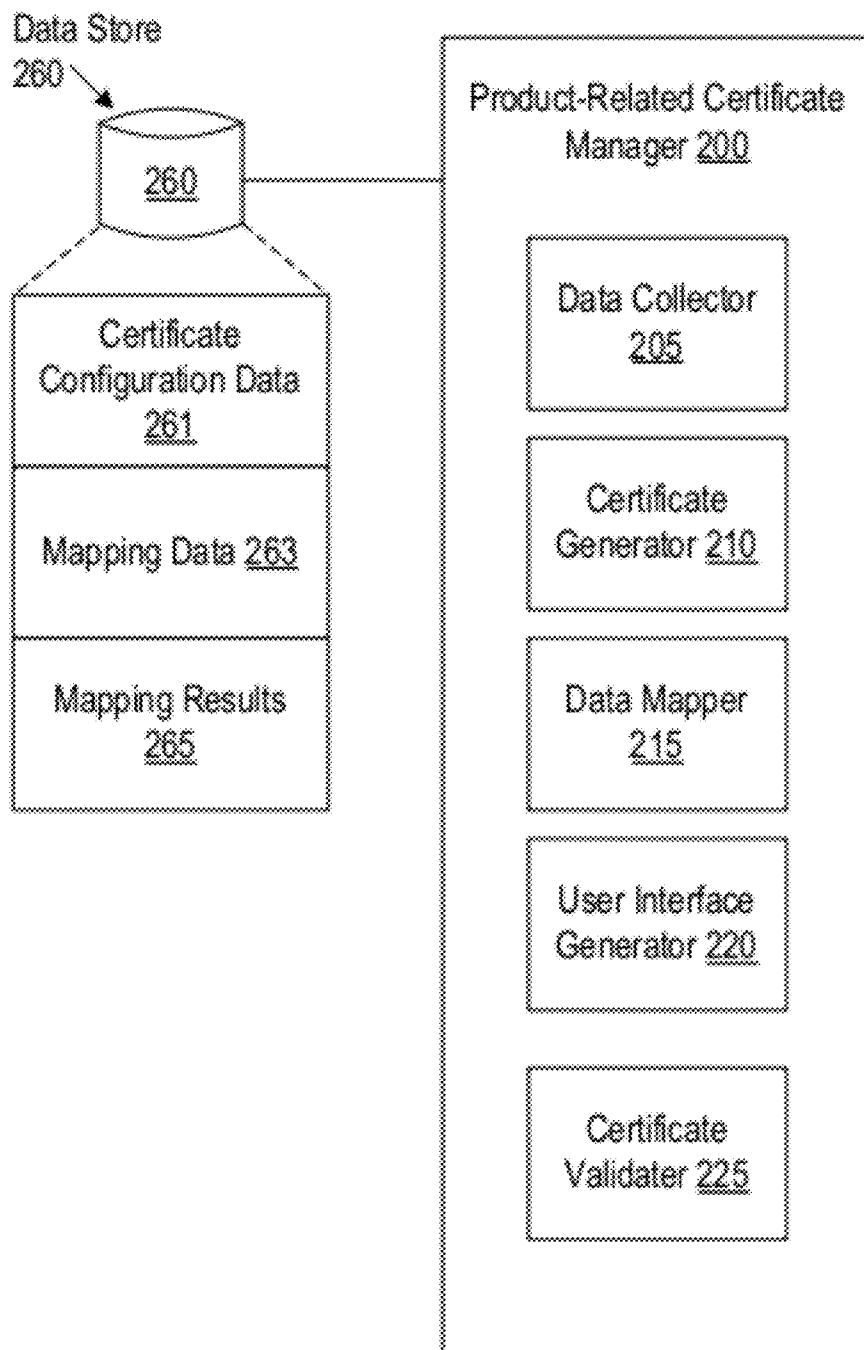 Data Store
260
260
Certificate
Configuration Data
261
Mapping Data 263
Mapping Results
265
Product-Related Certificate
Manager 200
Data Collector
205
Certificate
Generator 210
Data Mapper
215
User Interface
Generator 220
Certificate
Validater 225